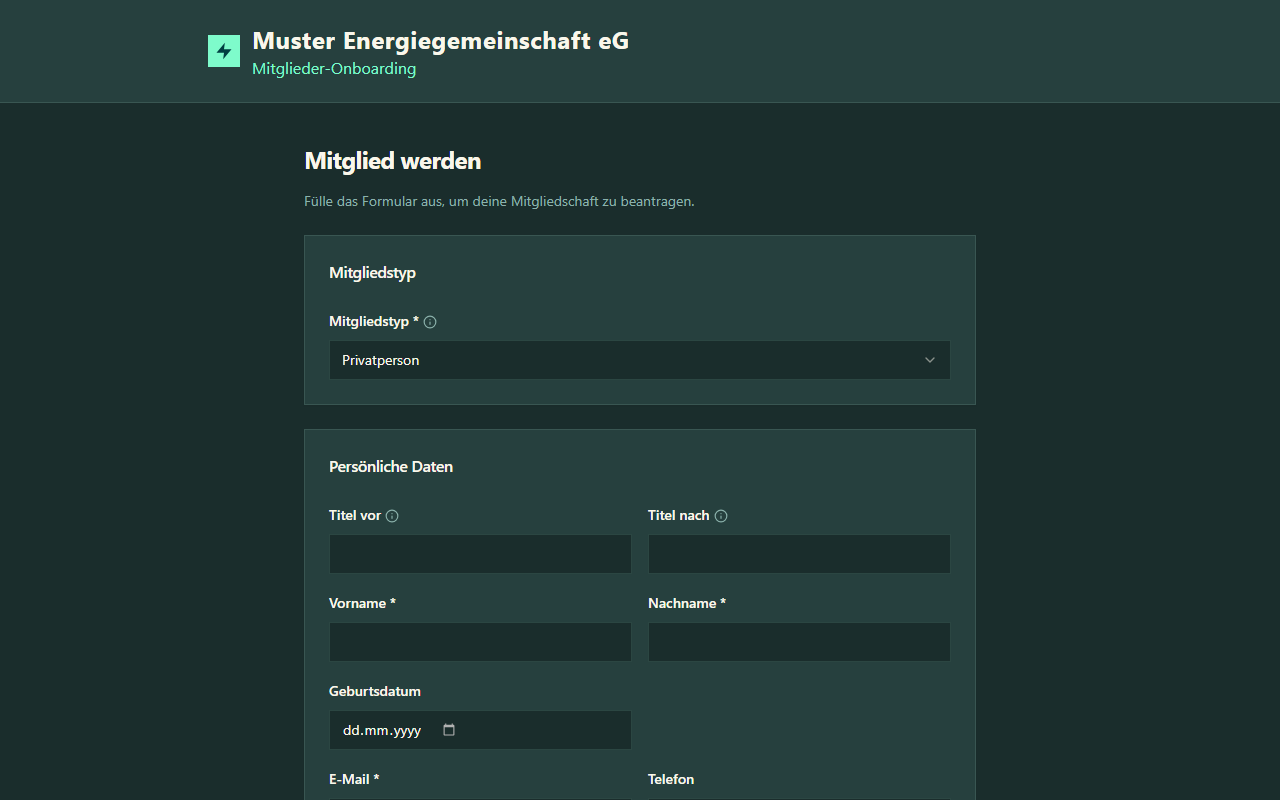 Muster Energiegemeinschaft eG
Mitglieder-Onboarding
Mitglied werden
Fülle das Formular aus, um deine Mitgliedschaft zu beantragen.
Mitgliedstyp
Mitgliedstyp *
Privatperson
Persönliche Daten
Titel vor
Titel nach
Vorname *
Nachname *
Geburtsdatum
dd.mm.yyyy
E-Mail *
Telefon